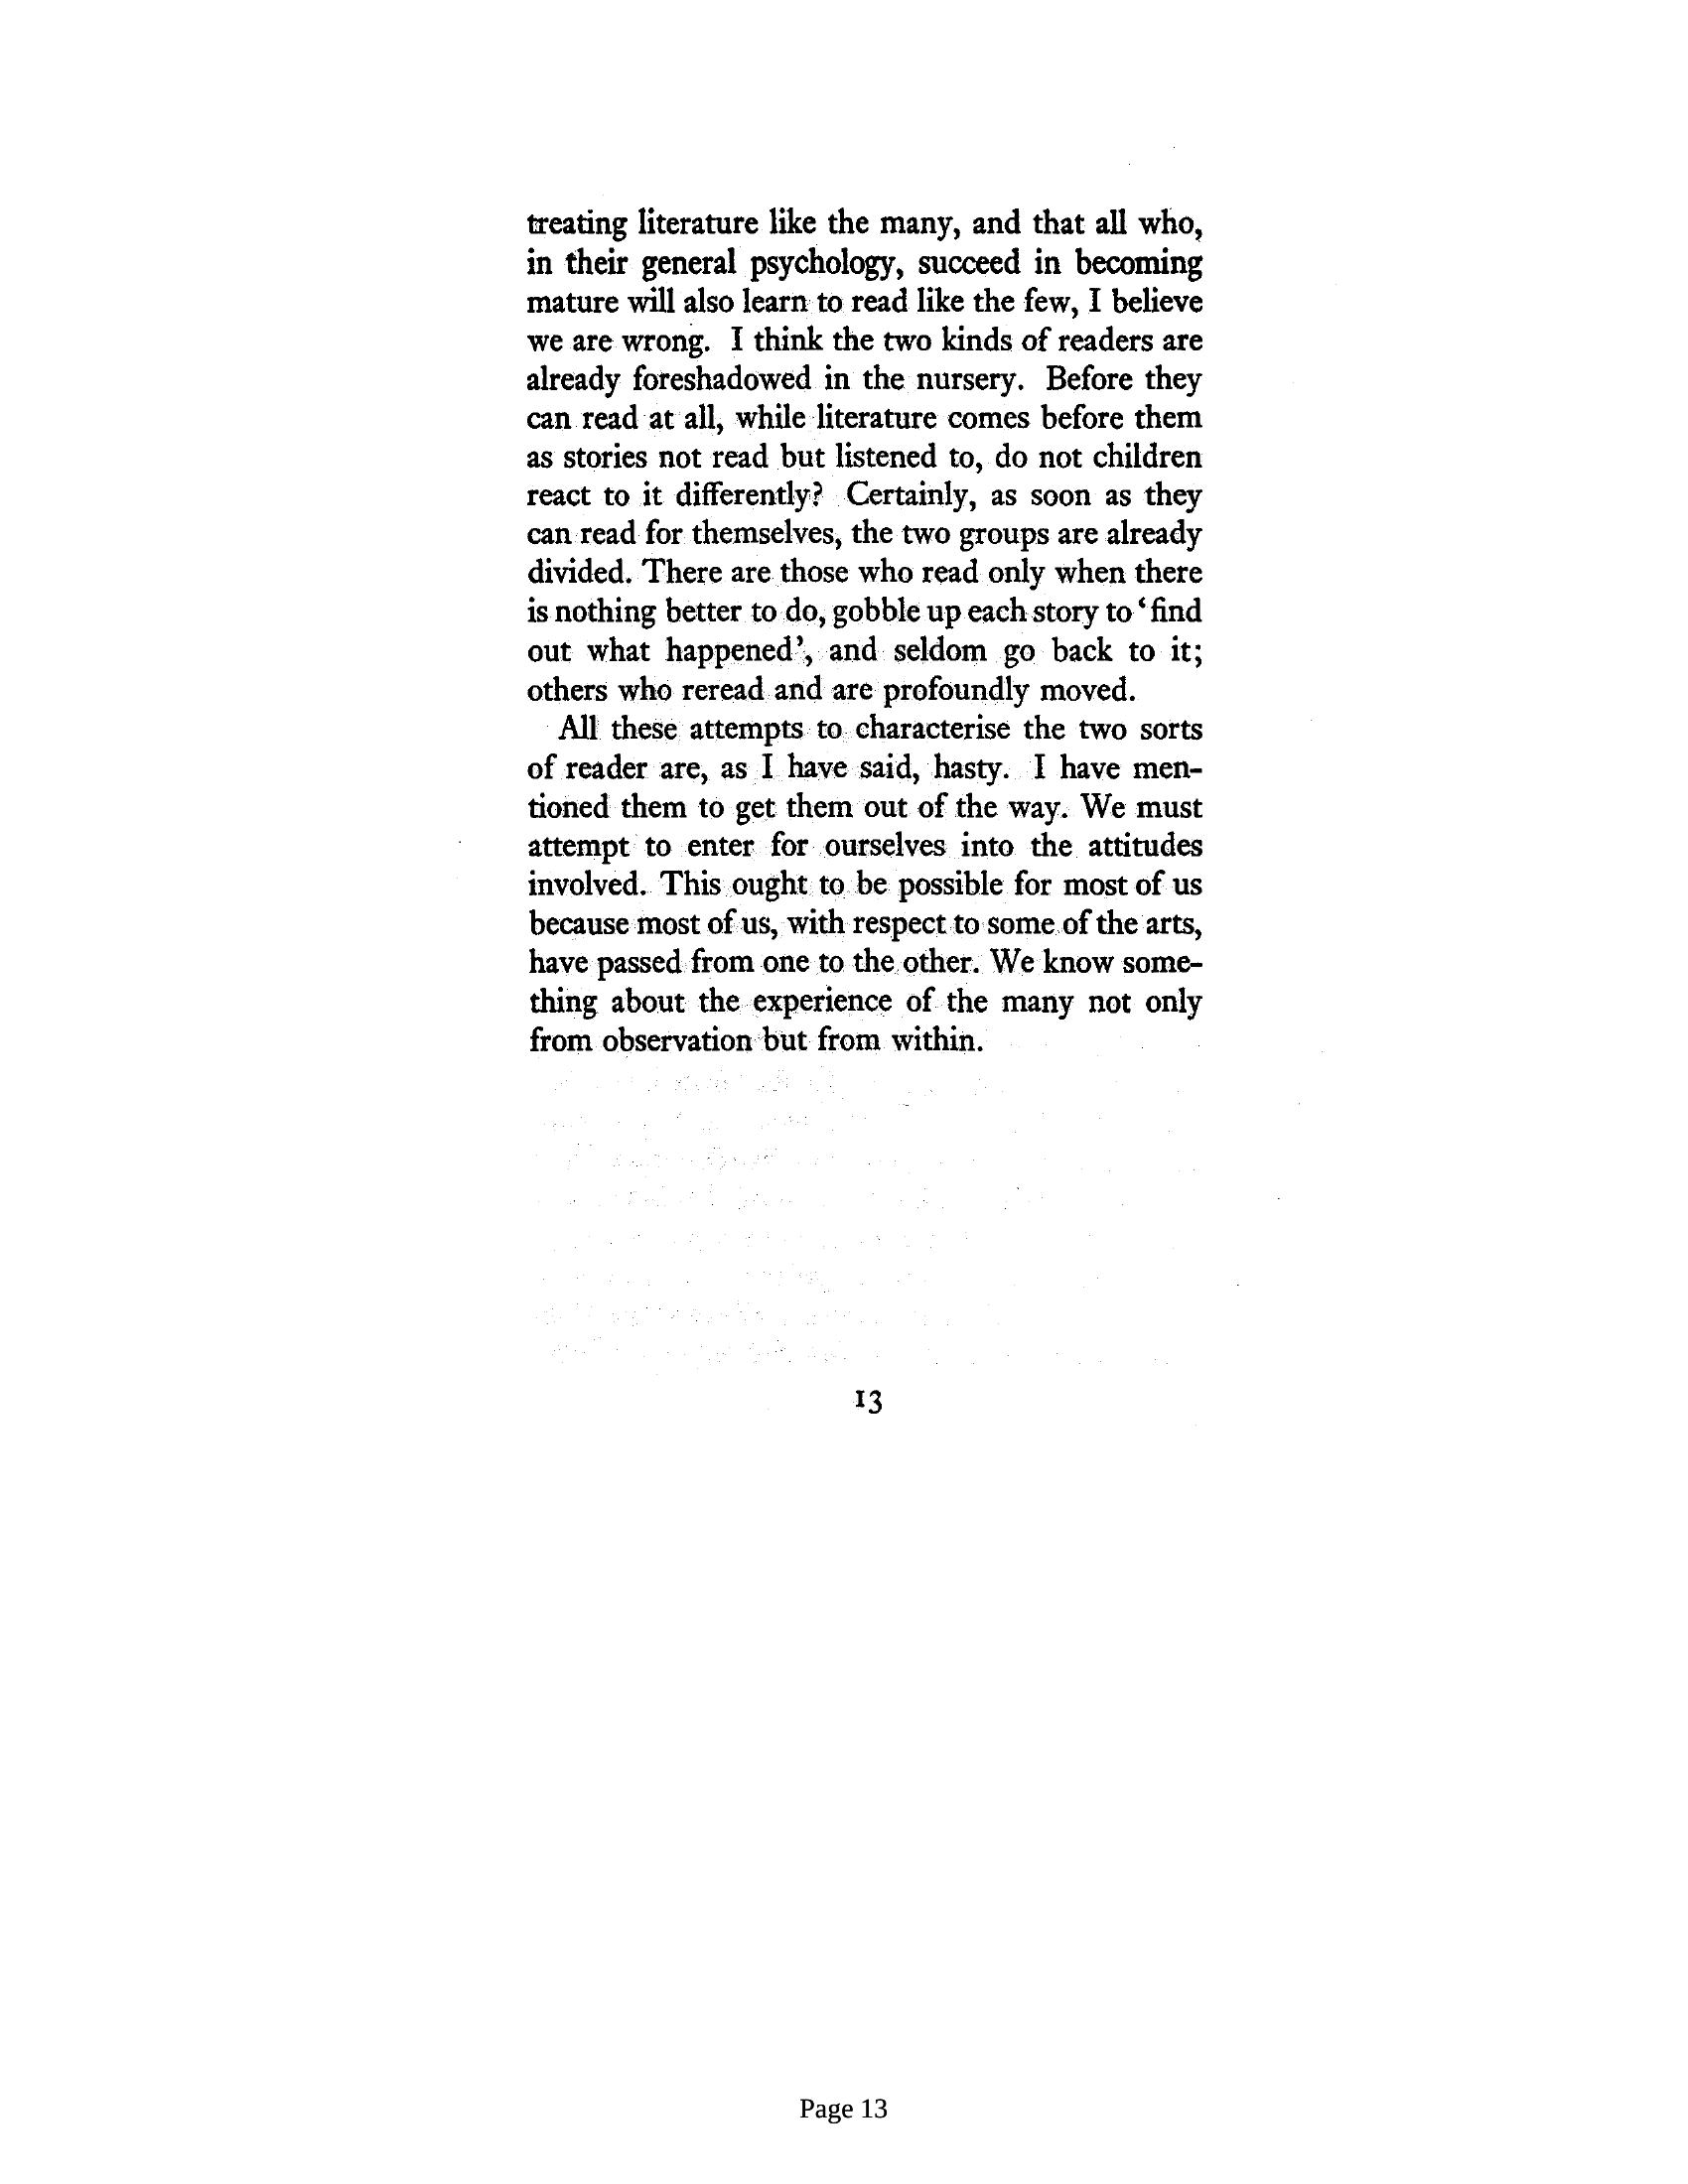 treating literature like the many, and that all who,
in their general psychology, succeed in becoming
mature will also learn to read like the few, I believe
we are wrong. I think the two kinds of readers are
already foreshadowed in the nursery. Before they
can read at all, while literature comes before them
as stories not read but listened to, do not children
react to it differently? Certainly, as soon as they
can read for themselves, the two groups are already
divided. There are those who read only when there
is nothing better to do, gobble up each story to ‘find
out what happened’, and seldom go back to it;
others who reread and are profoundly moved.
All these attempts to characterise the two sorts
of reader are, as I have said, hasty. I have men-
tioned them to get them out of the way. We must
attempt to enter for ourselves into the attitudes
involved. This ought to be possible for most of us
because most of us, with respect to some of the arts,
have passed from one to the other. We know some-
thing about the experience of the many not only
from observation but from within.
13
Page 13